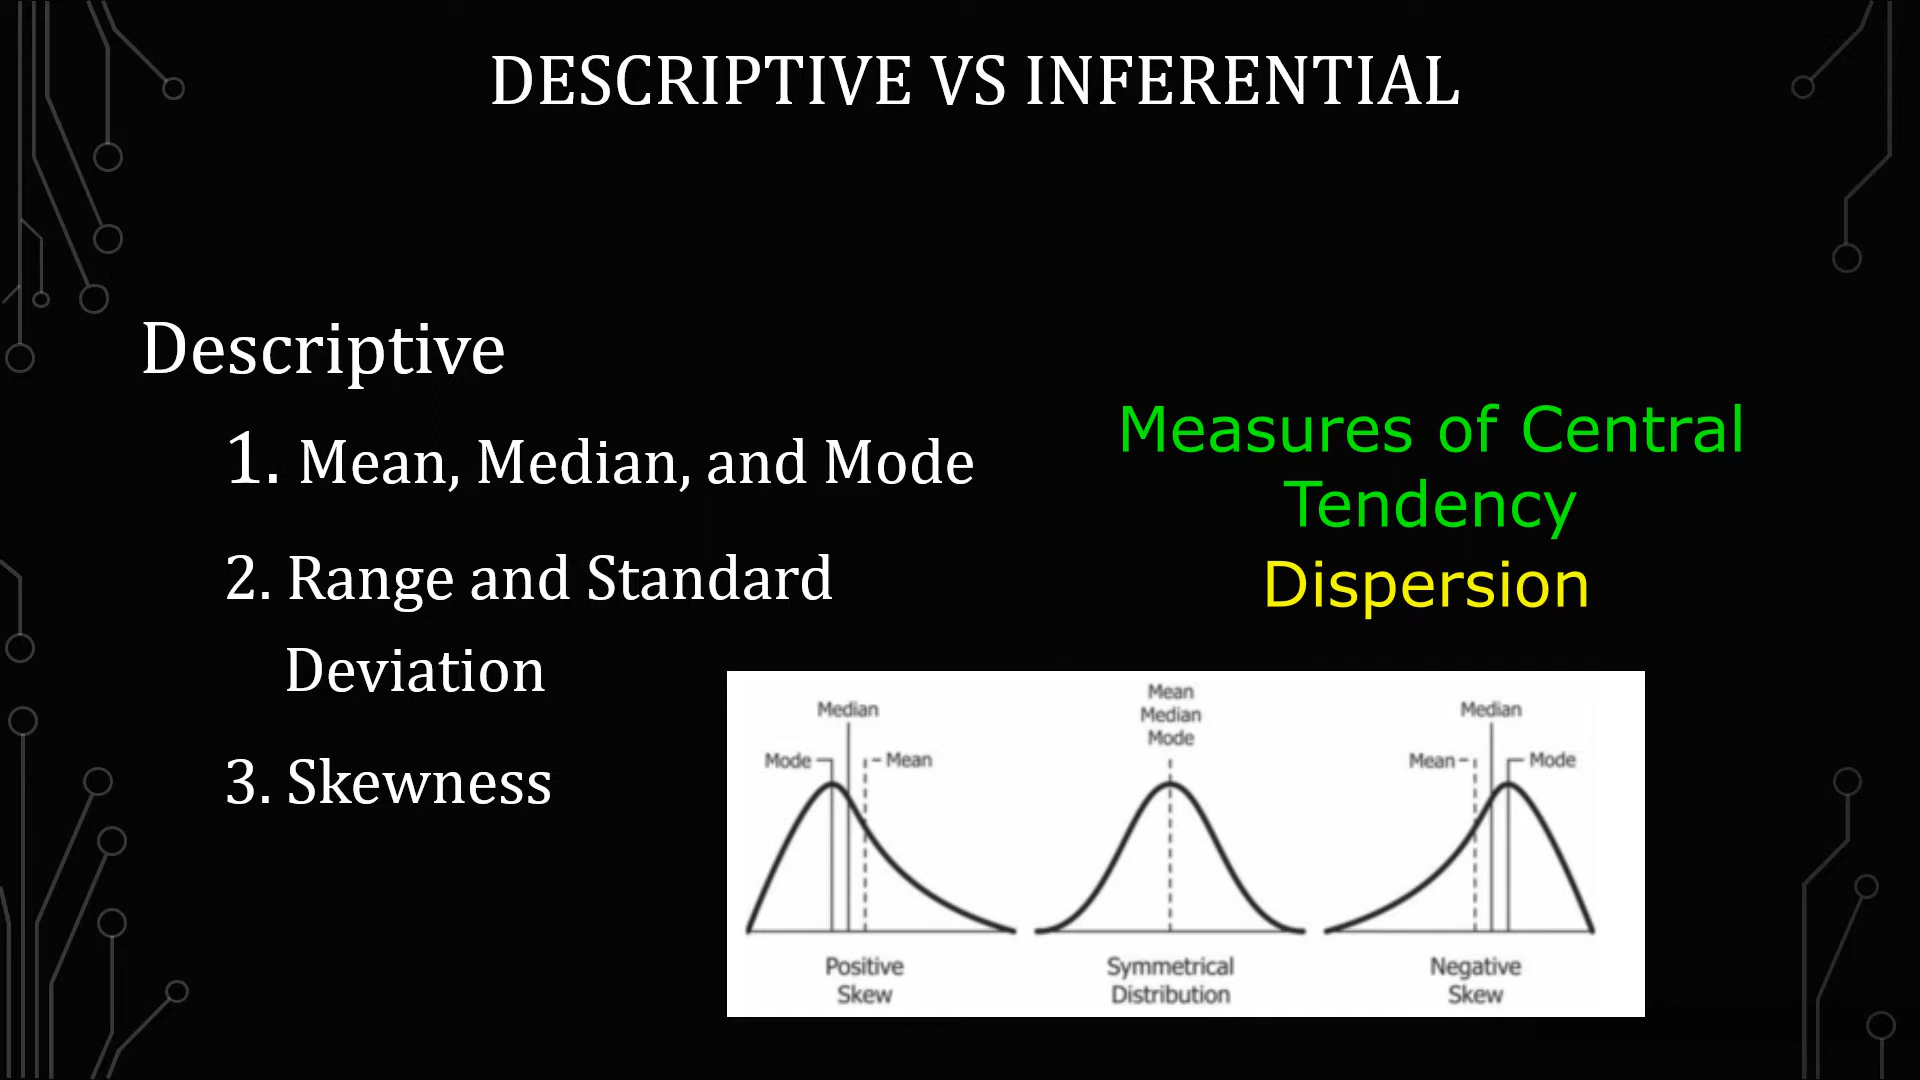 DESCRIPTIVE VS INFERENTIAL
Descriptive
1. Mean, Median, and Mode
2. Range and Standard
Deviation
3. Skewness
Measures of Central
Tendency
Dispersion
Median
Mode
Mean
Positive
Skew
Mean
Median
Mode
Symmetrical
Distribution
Median
Mean
Mode
Negative
Skew